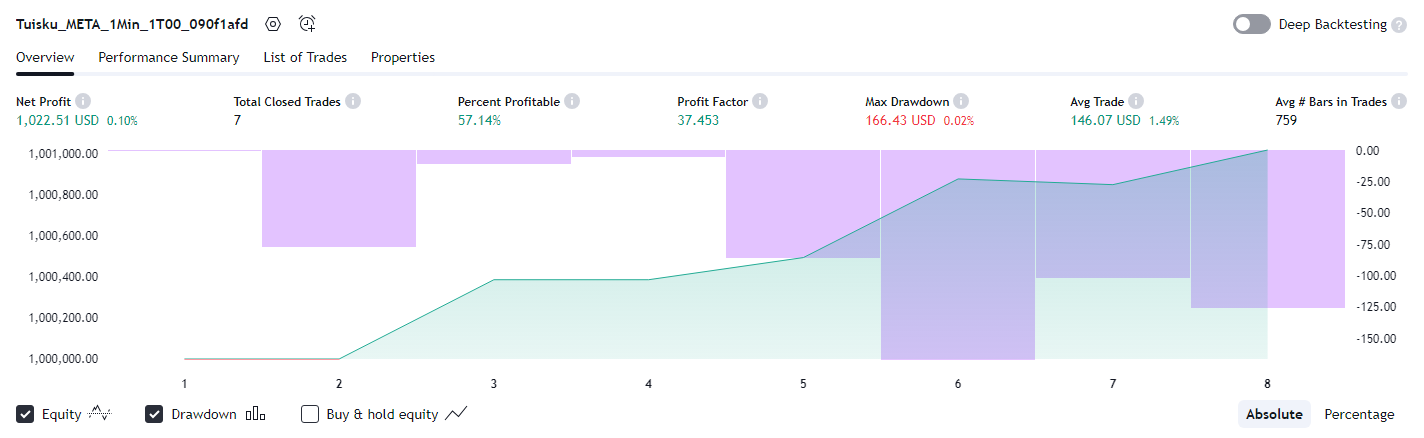 Tuisku_META_1Min_1T00_090f1afd
Deep Backtesting ?
Overview Performance Summary List of Trades Properties
Net Profit i Total Closed Trades i Percent Profitable i Profit Factor i Max Drawdown i Avg Trade i Avg # Bars in Trades i
1,022.51 USD 0.10% 7 57.14% 37.453 166.43 USD 0.02% 146.07 USD 1.49% 759
1,001,000.00 0.00
1,000,800.00 -25.00
1,000,600.00 -50.00
-75.00
1,000,400.00 -100.00
1,000,200.00 -125.00
1,000,000.00 -150.00
1 2 3 4 5 6 7 8
Equity Drawdown Buy & hold equity Absolute Percentage